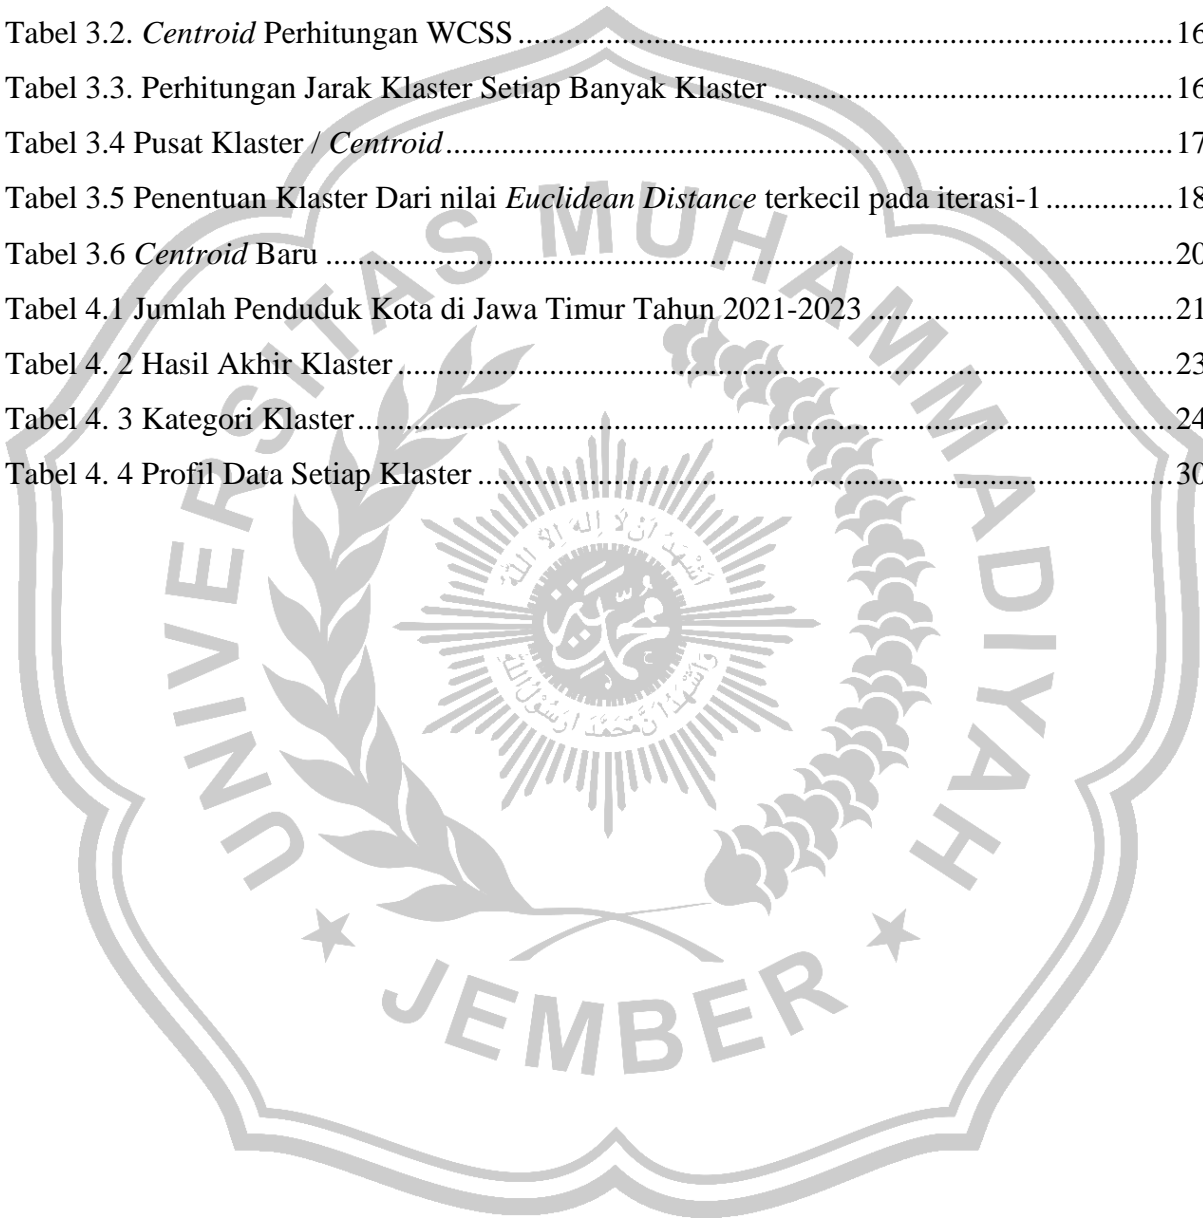 Tabel 3.2. Centroid Perhitungan WCSS ........ 16
Tabel 3.3. Perhitungan Jarak Klaster Setiap Banyak Klaster ........ 16
Tabel 3.4 Pusat Klaster / Centroid ........ 17
Tabel 3.5 Penentuan Klaster Dari nilai Euclidean Distance terkecil pada iterasi-1 ........ 18
Tabel 3.6 Centroid Baru ........ 20
Tabel 4.1 Jumlah Penduduk Kota di Jawa Timur Tahun 2021-2023 ........ 21
Tabel 4. 2 Hasil Akhir Klaster ........ 23
Tabel 4. 3 Kategori Klaster ........ 24
Tabel 4. 4 Profil Data Setiap Klaster ........ 30
UNIVERSITAS MUHAMMADIYAH
JEMBER